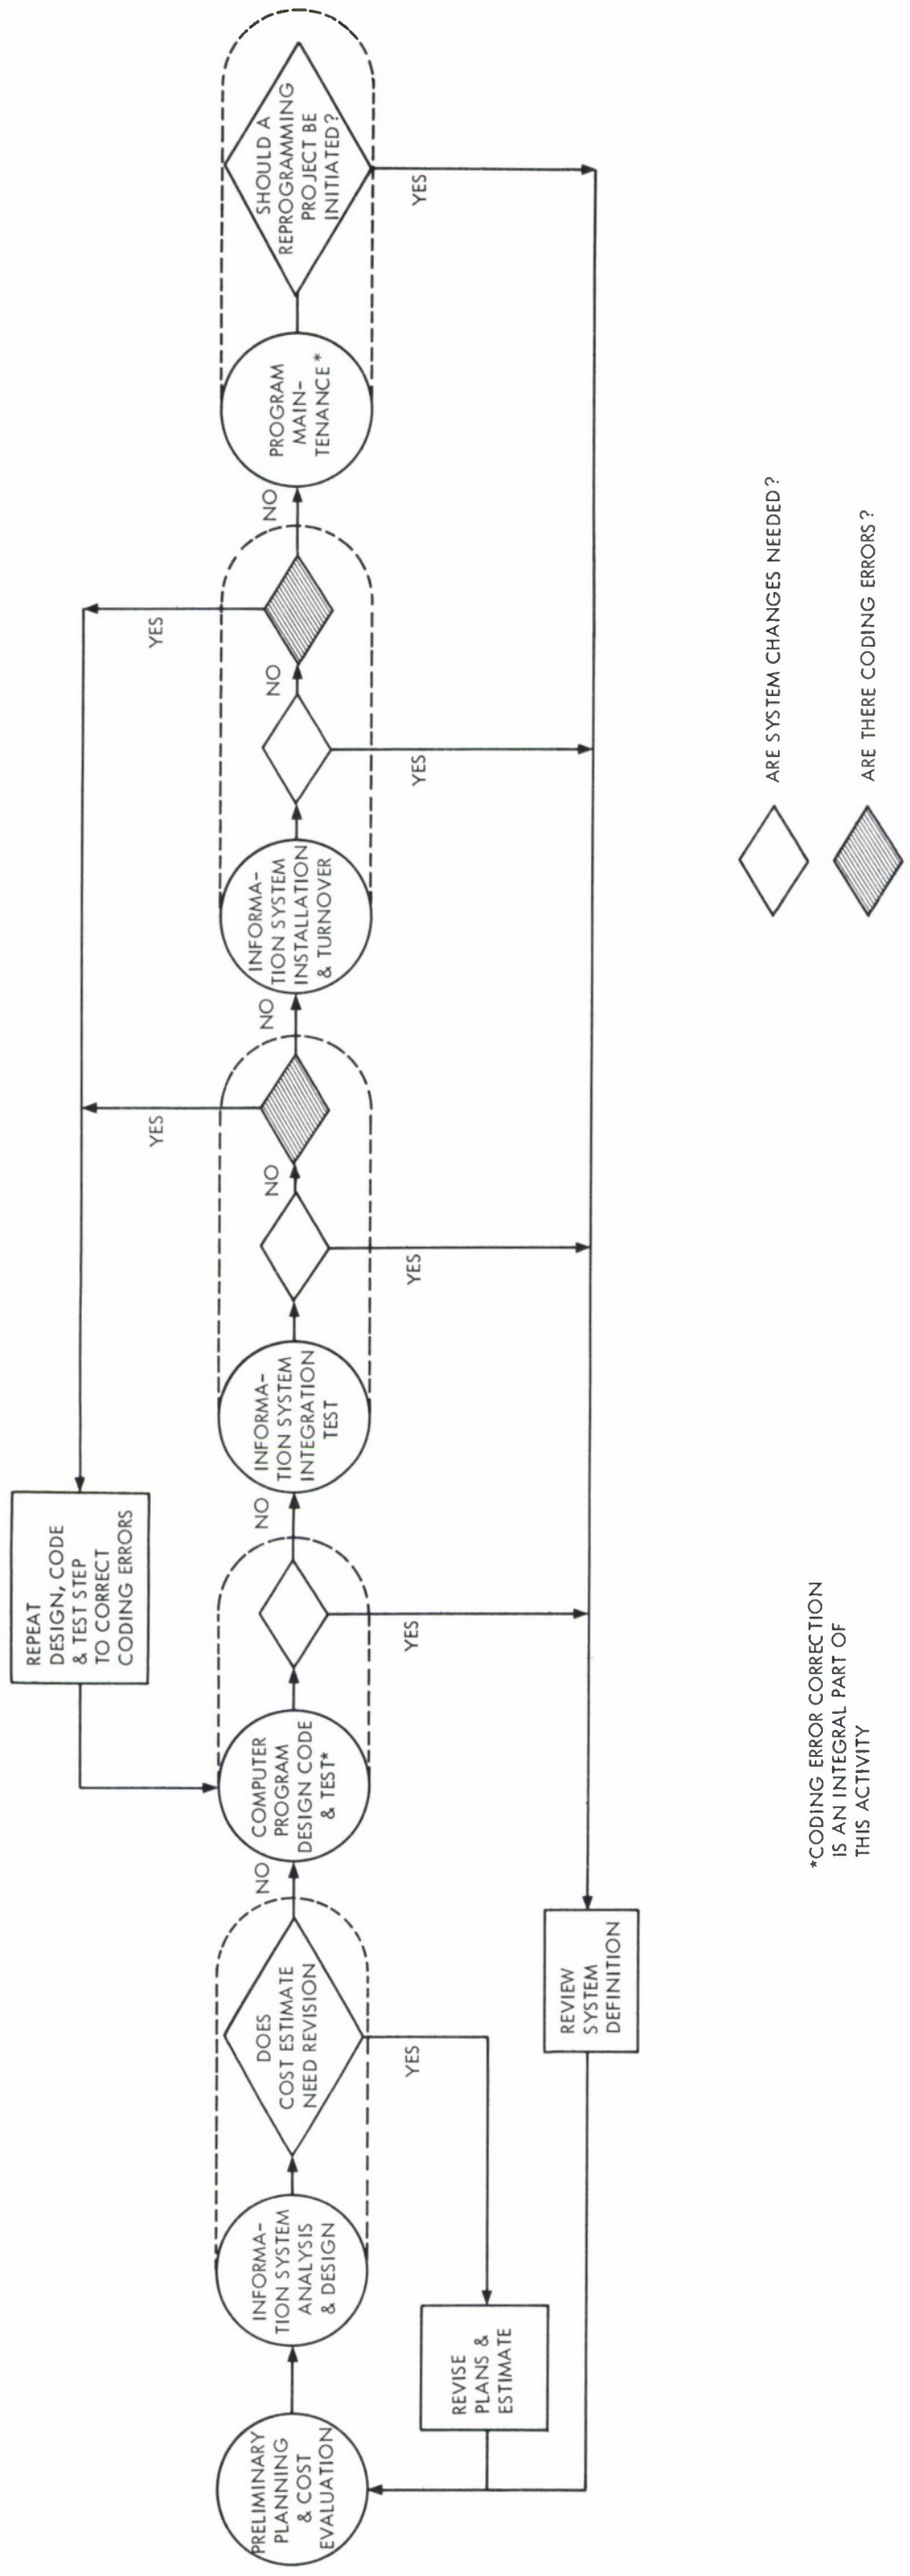 REPEAT
DESIGN, CODE
& TEST STEP
TO CORRECT
CODING ERRORS
YES
YES
PRELIMINARY
PLANNING
& COST
EVALUATION
INFORMA-
TION SYSTEM
ANALYSIS
& DESIGN
DOES
COST ESTIMATE
NEED REVISION
NO
COMPUTER
PROGRAM
DESIGN CODE
& TEST*
NO
INFORMA-
TION SYSTEM
INTEGRATION
TEST
NO
NO
INFORMA-
TION SYSTEM
INSTALLATION
& TURNOVER
NO
NO
PROGRAM
MAIN-
TENANCE*
SHOULD A
REPROGRAMMING
PROJECT BE
INITIATED?
YES
YES
YES
YES
YES
REVISE
PLANS &
ESTIMATE
REVIEW
SYSTEM
DEFINITION
*CODING ERROR CORRECTION
IS AN INTEGRAL PART OF
THIS ACTIVITY
ARE SYSTEM CHANGES NEEDED?
ARE THERE CODING ERRORS?